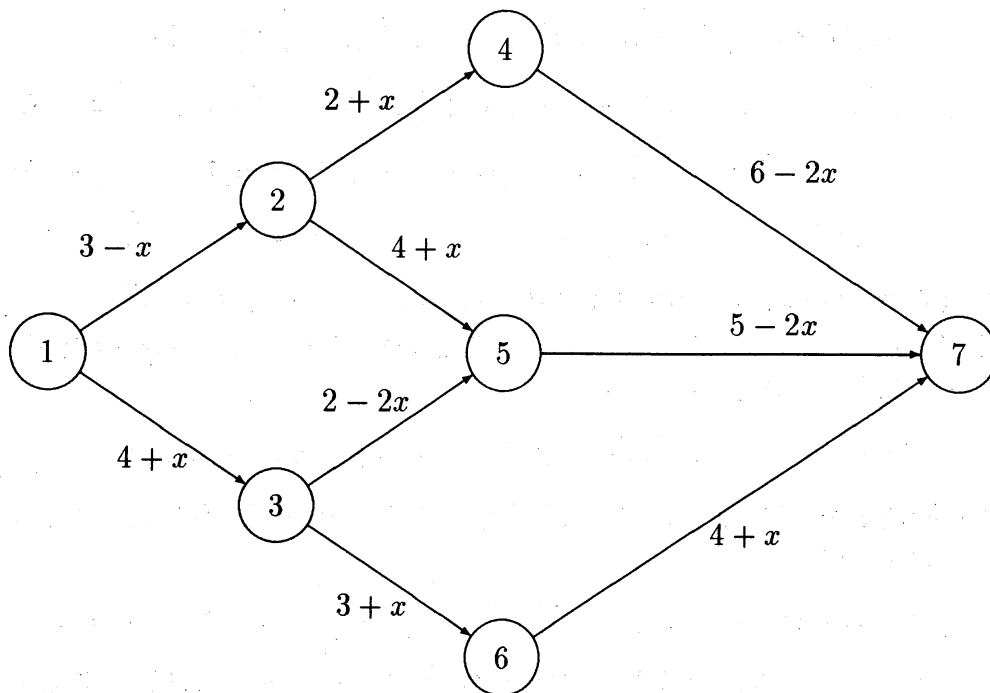 4
2 + x
6 − 2x
2
3 − x
4 + x
5 − 2x
1
5
7
2 − 2x
4 + x
3
4 + x
3 + x
6